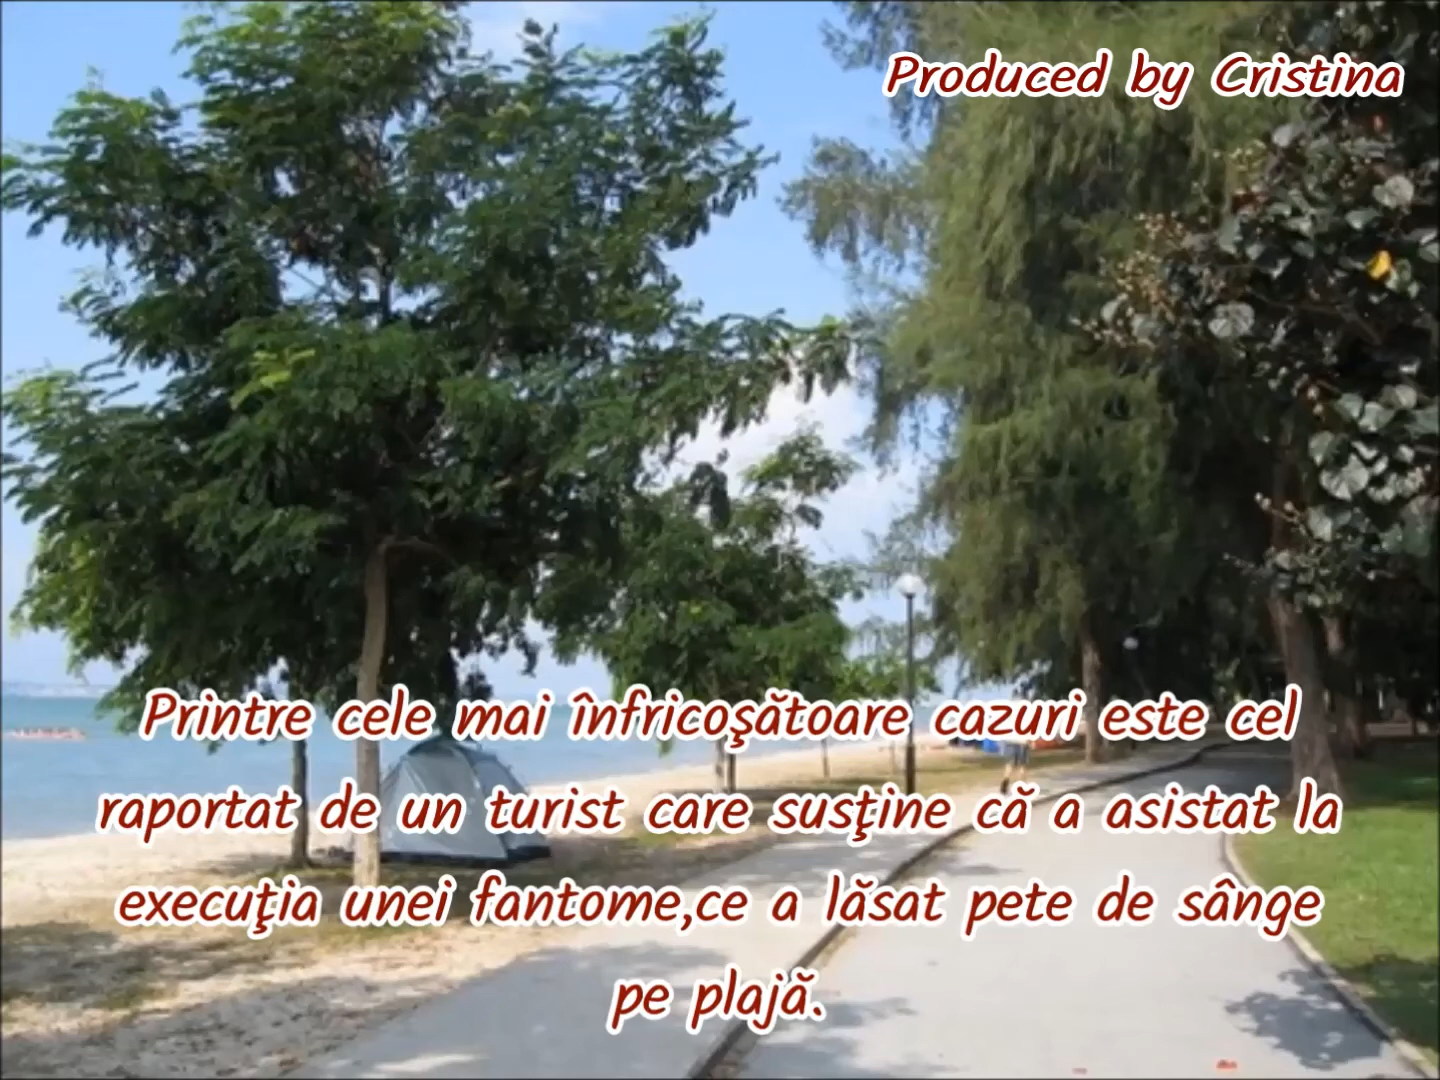 Produced by Cristina
Printre cele mai înfricoşătoare cazuri este cel
raportat de un turist care susţine că a asistat la
execuţia unei fantome,ce a lăsat pete de sânge
pe plajă.